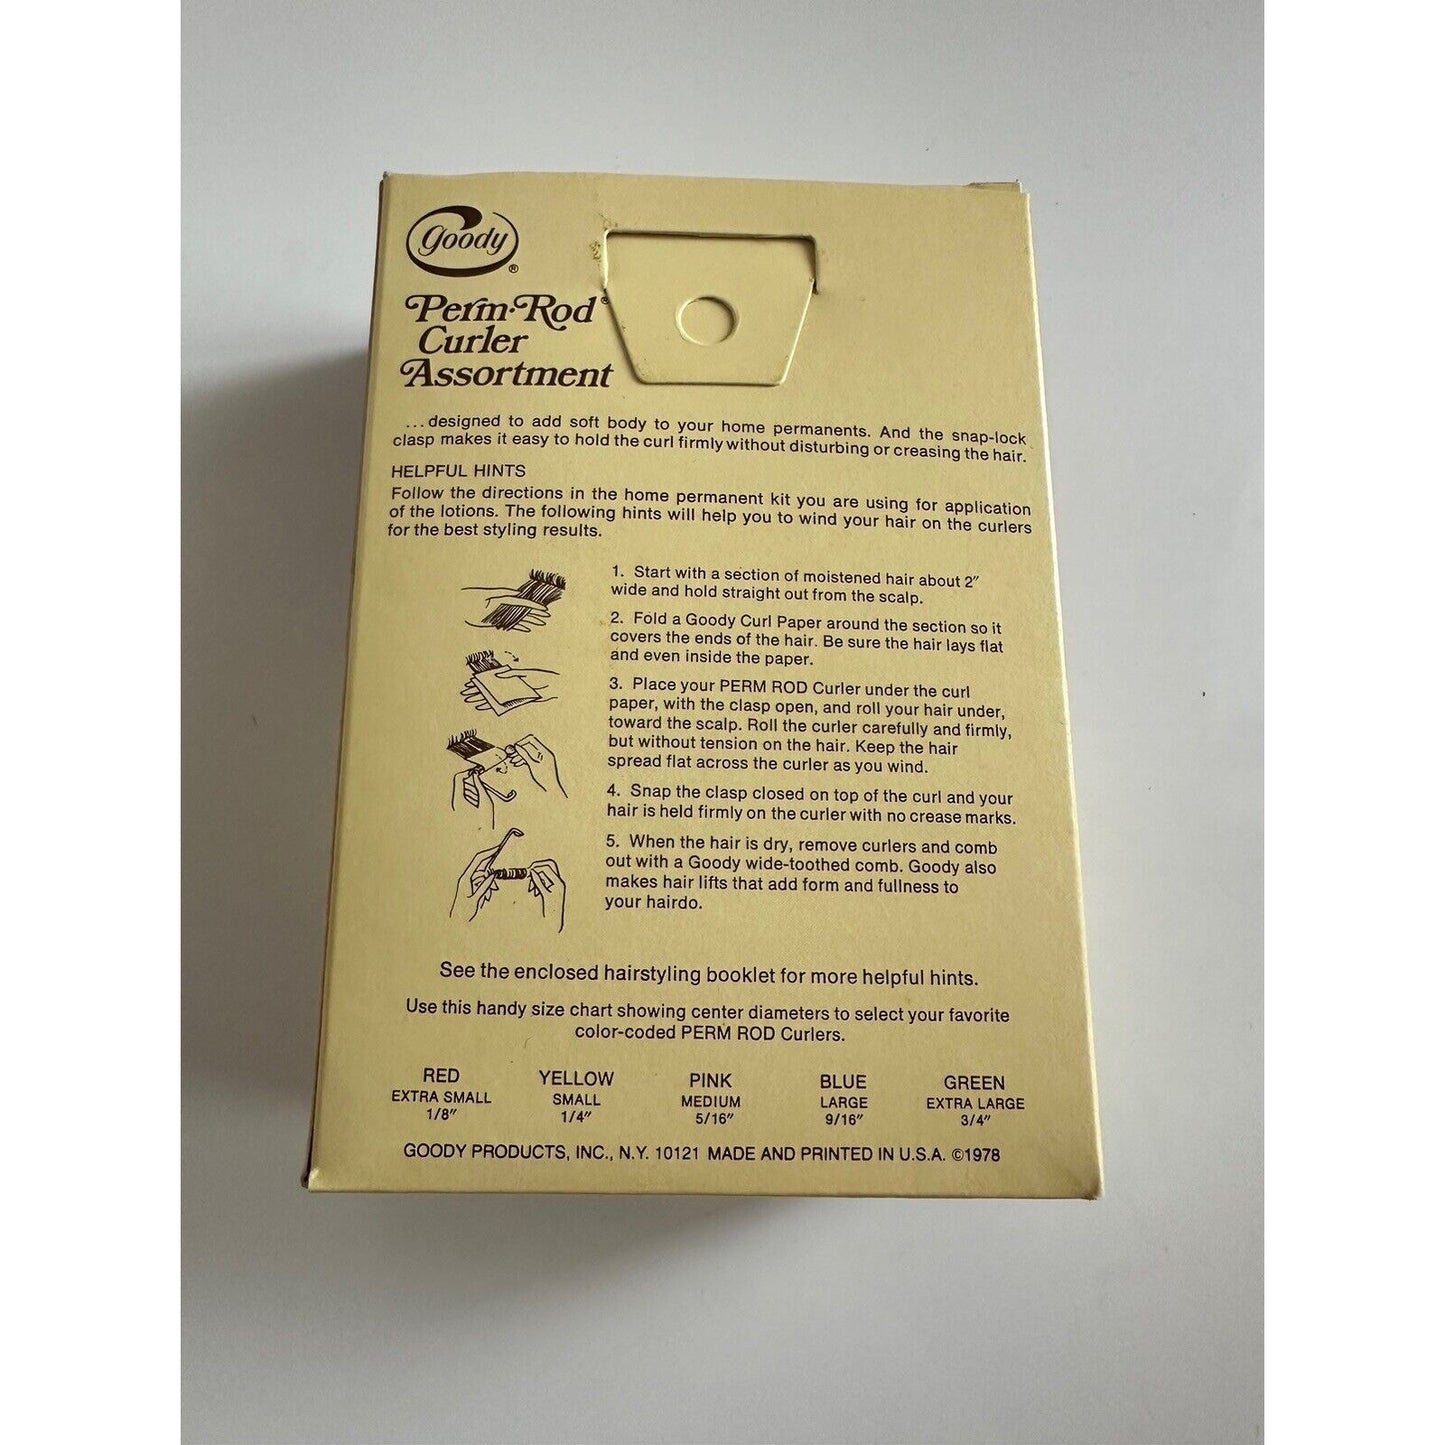 goody®
Perm·Rod®
Curler
Assortment
...designed to add soft body to your home permanents. And the snap-lock
clasp makes it easy to hold the curl firmly without disturbing or creasing the hair.
HELPFUL HINTS
Follow the directions in the home permanent kit you are using for application
of the lotions. The following hints will help you to wind your hair on the curlers
for the best styling results.
1. Start with a section of moistened hair about 2"
wide and hold straight out from the scalp.
2. Fold a Goody Curl Paper around the section so it
covers the ends of the hair. Be sure the hair lays flat
and even inside the paper.
3. Place your PERM ROD Curler under the curl
paper, with the clasp open, and roll your hair under,
toward the scalp. Roll the curler carefully and firmly,
but without tension on the hair. Keep the hair
spread flat across the curler as you wind.
4. Snap the clasp closed on top of the curl and your
hair is held firmly on the curler with no crease marks.
5. When the hair is dry, remove curlers and comb
out with a Goody wide-toothed comb. Goody also
makes hair lifts that add form and fullness to
your hairdo.
See the enclosed hairstyling booklet for more helpful hints.
Use this handy size chart showing center diameters to select your favorite
color-coded PERM ROD Curlers.
RED YELLOW PINK BLUE GREEN
EXTRA SMALL SMALL MEDIUM LARGE EXTRA LARGE
1/8" 1/4" 5/16" 9/16" 3/4"
GOODY PRODUCTS, INC., N.Y. 10121 MADE AND PRINTED IN U.S.A. ©1978